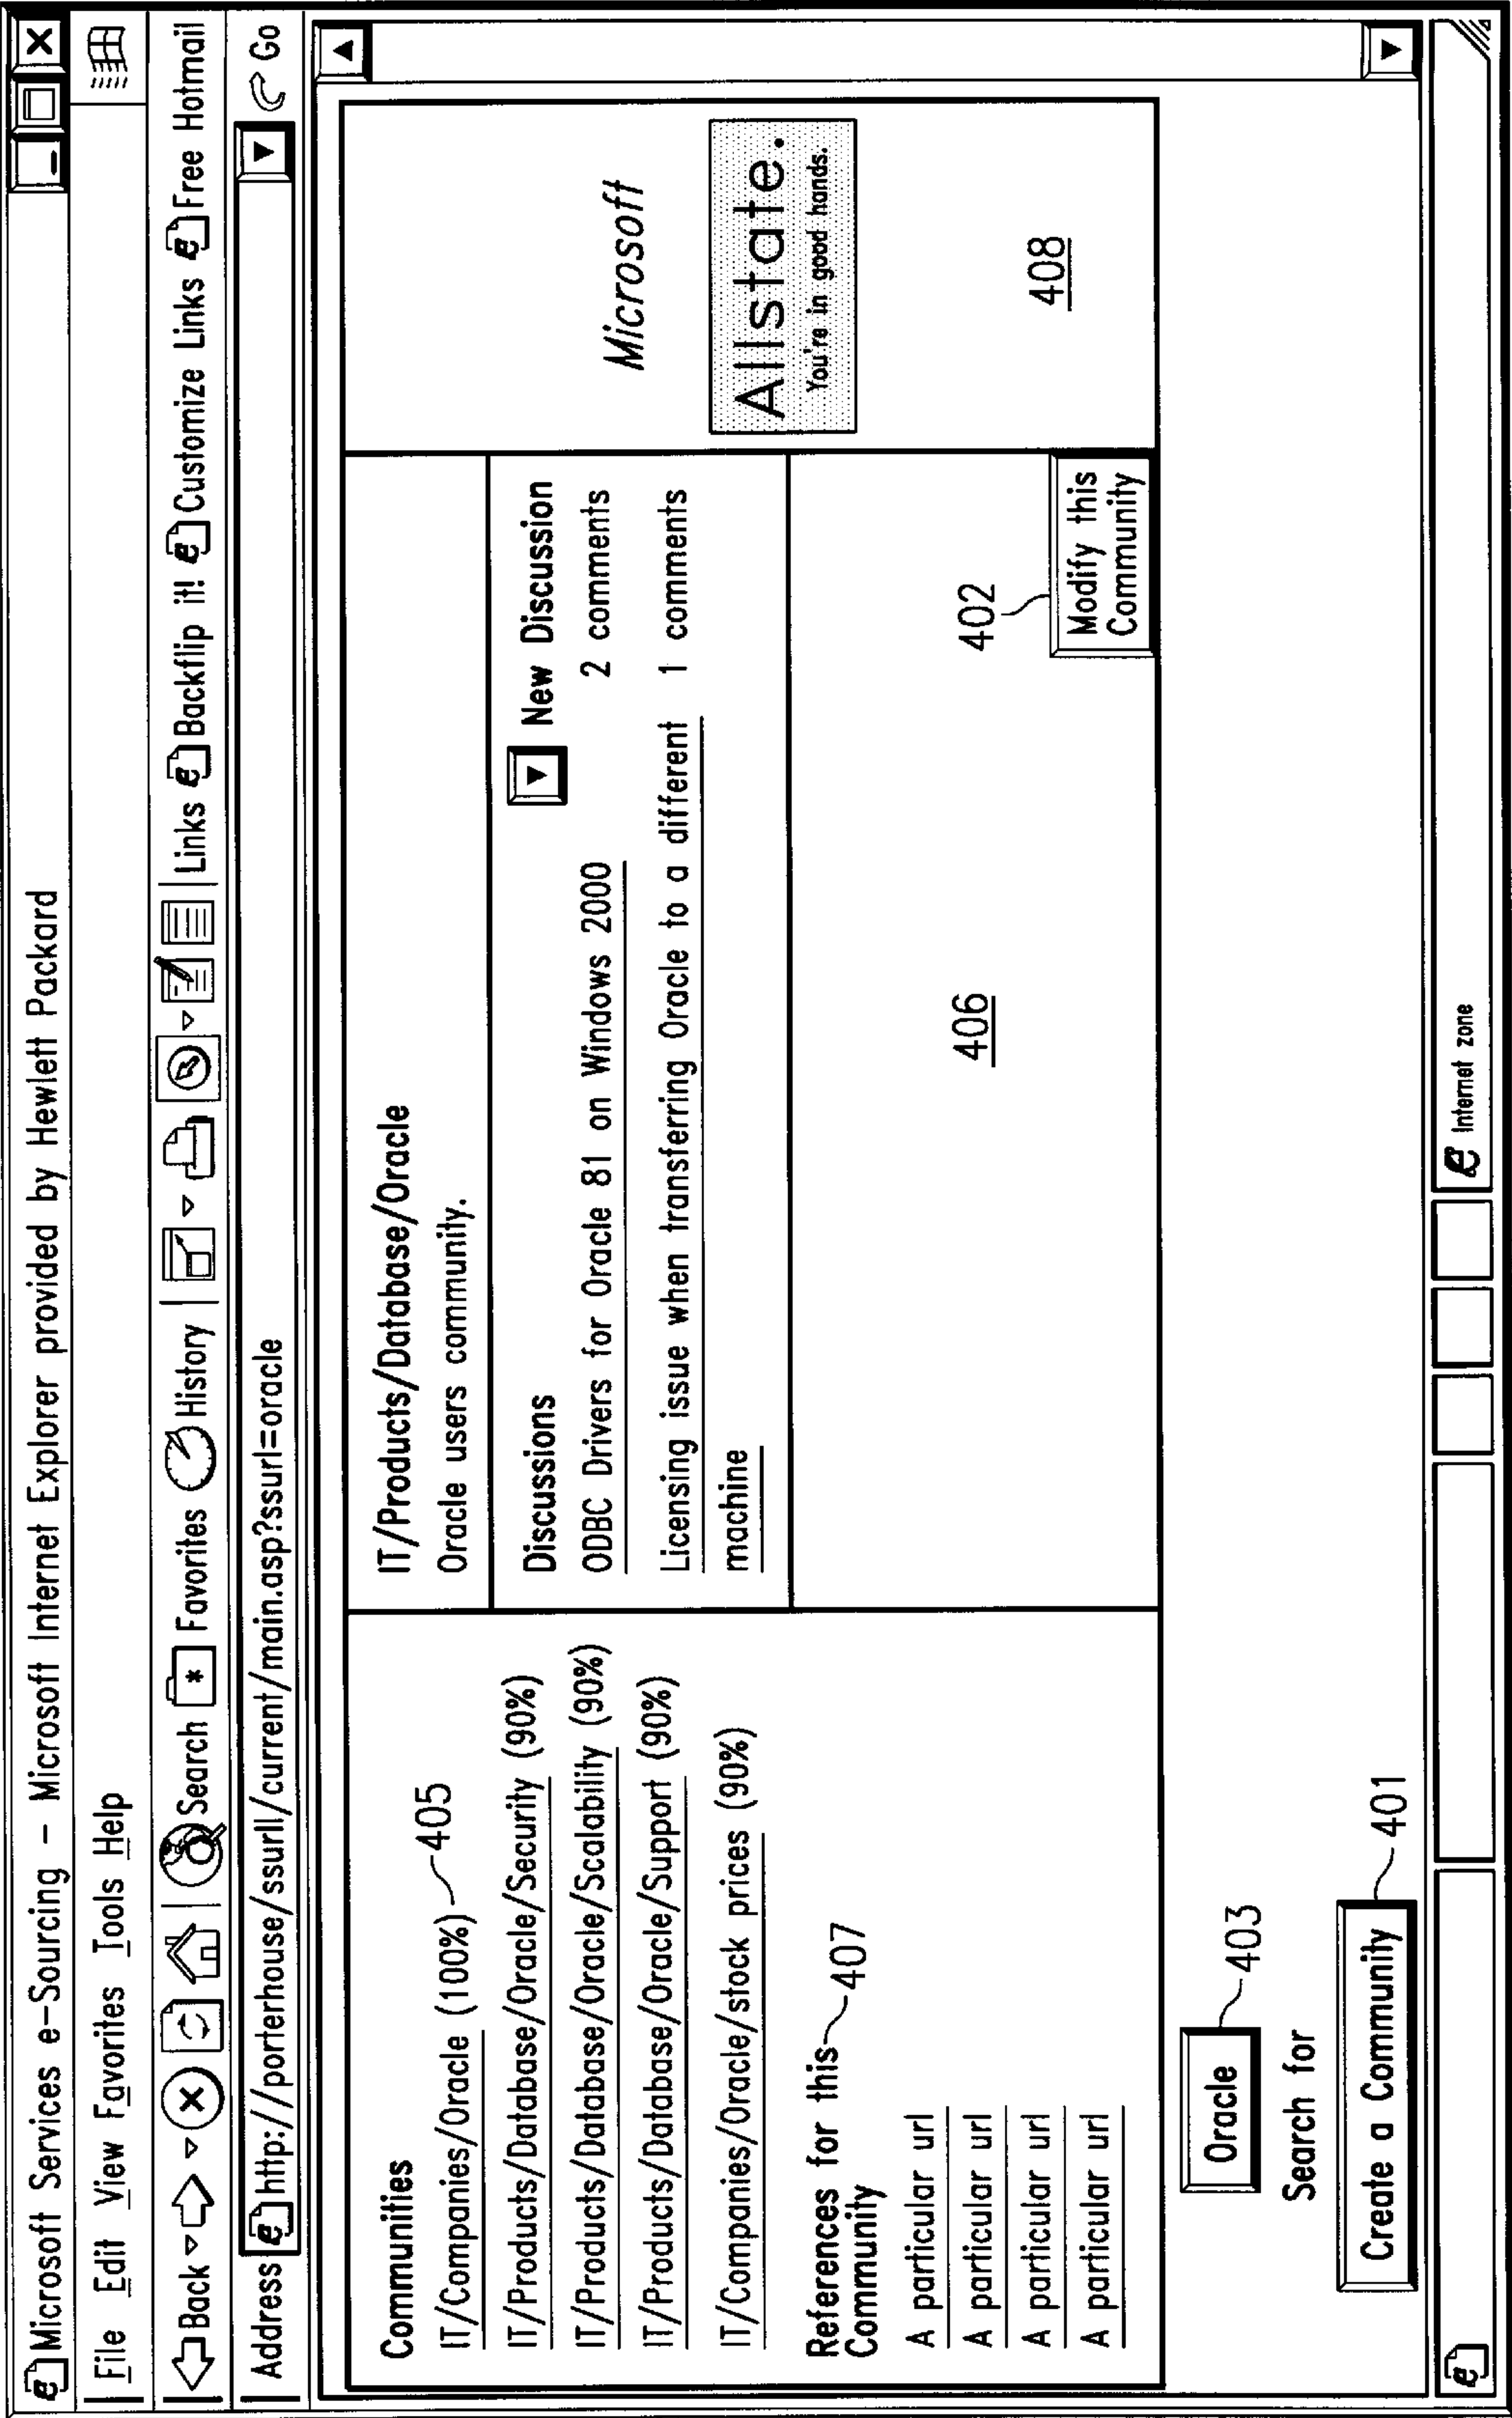 Microsoft Services e-Sourcing – Microsoft Internet Explorer provided by Hewlett Packard
File Edit View Favorites Tools Help
Back Search Favorites History Links Backflip it! Customize Links Free Hotmail
Address http://porterhouse/ssurll/current/main.asp?ssurl=oracle Go
Communities
IT/Companies/Oracle (100%) 405
IT/Products/Database/Oracle/Security (90%)
IT/Products/Database/Oracle/Scalability (90%)
IT/Products/Database/Oracle/Support (90%)
IT/Companies/Oracle/stock prices (90%)
References for this 407
Community
A particular url
A particular url
A particular url
A particular url
IT/Products/Database/Oracle
Oracle users community.
Discussions New Discussion
ODBC Drivers for Oracle 81 on Windows 2000 2 comments
Licensing issue when transferring Oracle to a different 1 comments
machine
406
402
Modify this
Community
Microsoft
Allstate.
You're in good hands.
408
Oracle 403
Search for
Create a Community 401
Internet zone